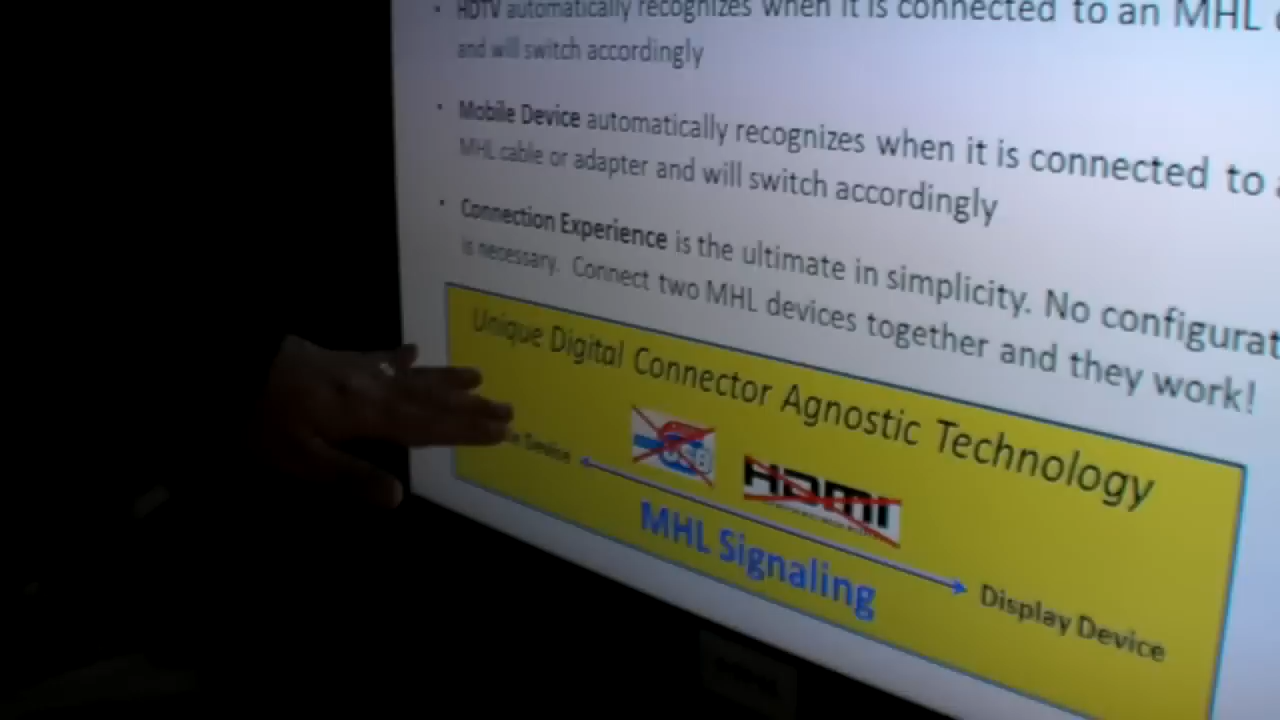 • HDTV automatically recognizes when it is connected to an MHL
and will switch accordingly
• Mobile Device automatically recognizes when it is connected to
MHL cable or adapter and will switch accordingly
• Connection Experience is the ultimate in simplicity. No configurat
is necessary. Connect two MHL devices together and they work!
Unique Digital Connector Agnostic Technology
USB
HDMI
Device
MHL Signaling
Display Device